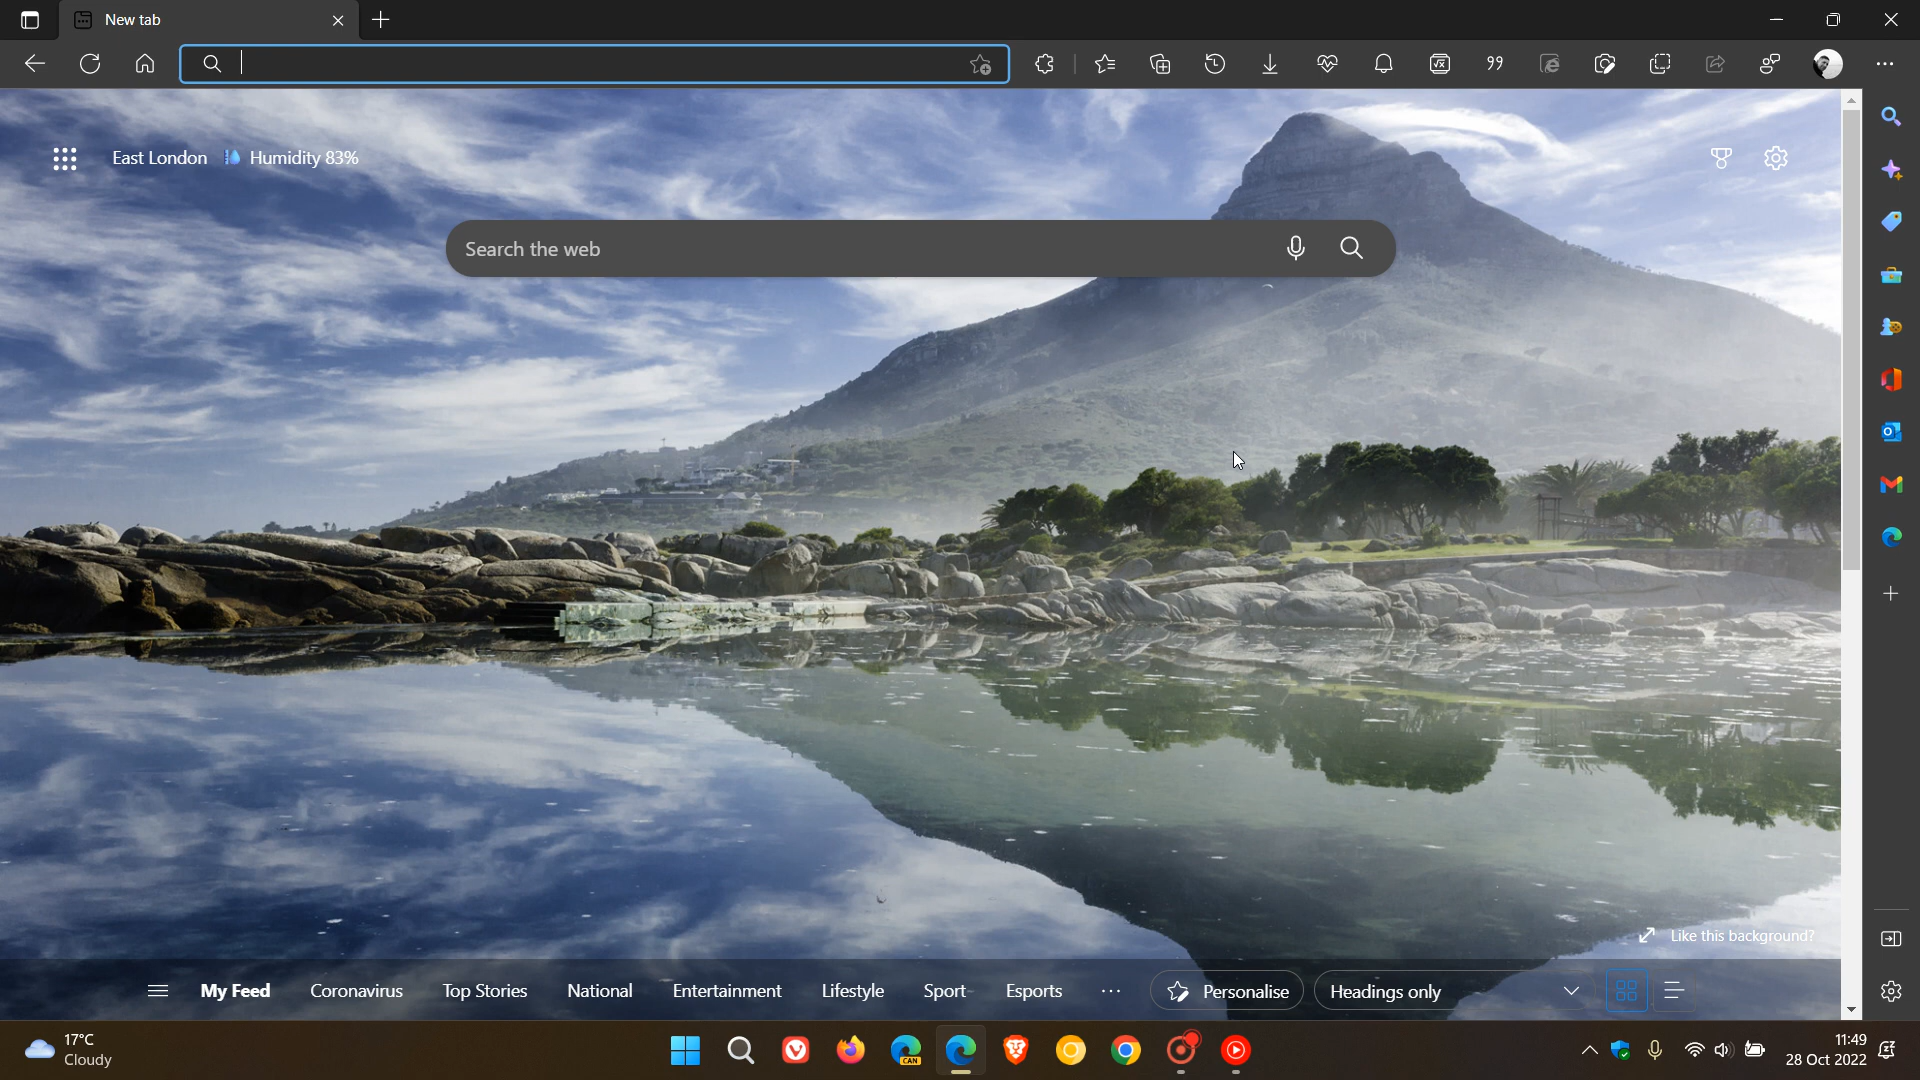 New tab
East London Humidity 83%
Search the web
Like this background?
My Feed Coronavirus Top Stories National Entertainment Lifestyle Sport Esports Personalise Headings only
17°C
Cloudy
CAN
11:49
28 Oct 2022